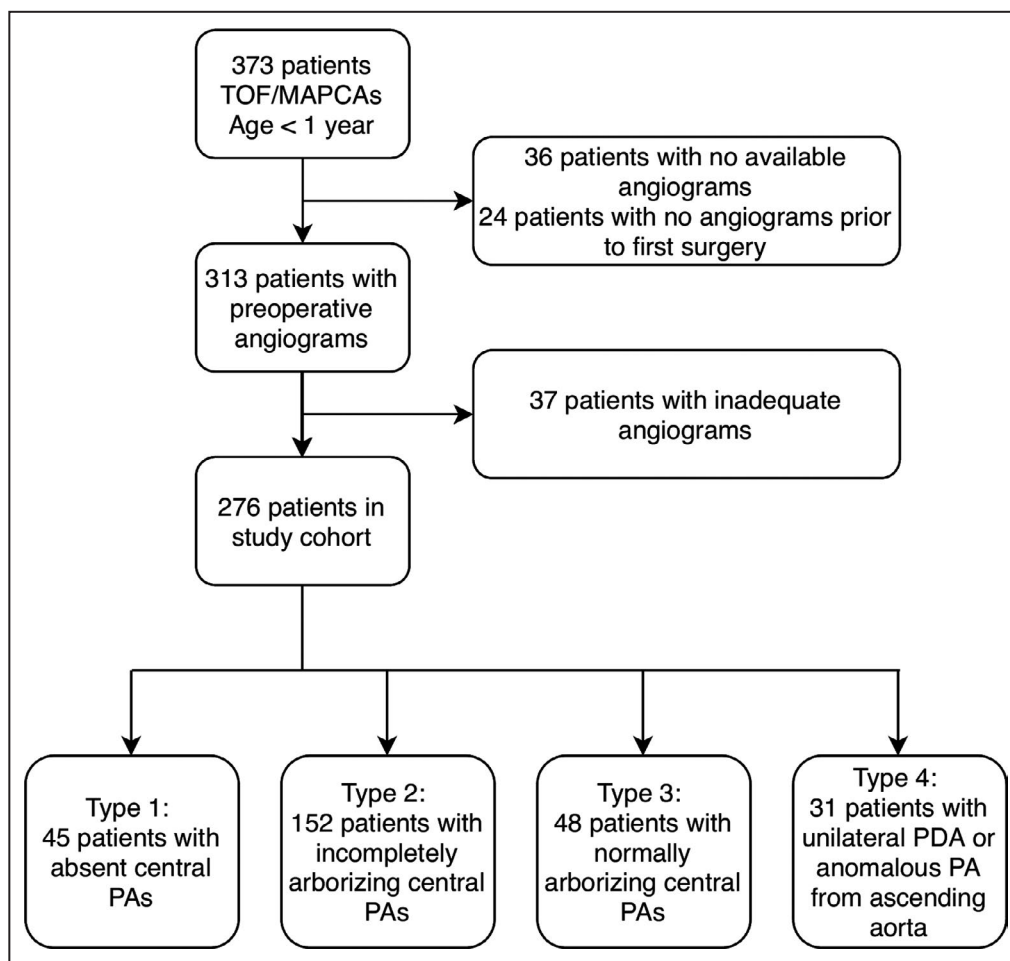 373 patients
TOF/MAPCAs
Age < 1 year
36 patients with no available
angiograms
24 patients with no angiograms prior
to first surgery
313 patients with
preoperative
angiograms
37 patients with inadequate
angiograms
276 patients in
study cohort
Type 1:
45 patients with
absent central
PAs
Type 2:
152 patients with
incompletely
arborizing central
PAs
Type 3:
48 patients with
normally
arborizing central
PAs
Type 4:
31 patients with
unilateral PDA or
anomalous PA
from ascending
aorta